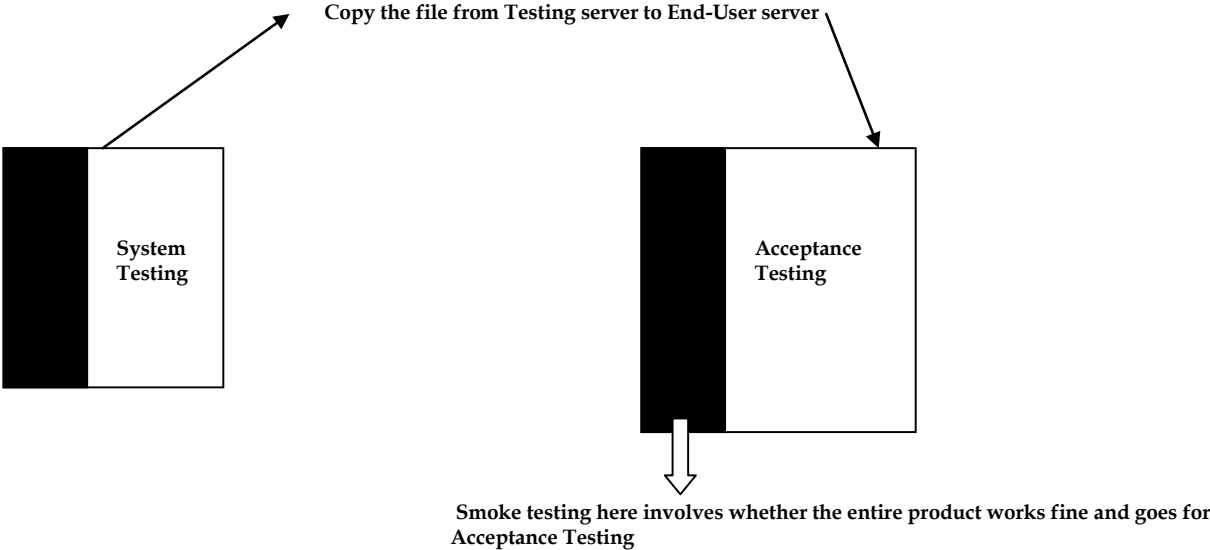 Copy the file from Testing server to End-User server
System
Testing
Acceptance
Testing
Smoke testing here involves whether the entire product works fine and goes for
Acceptance Testing